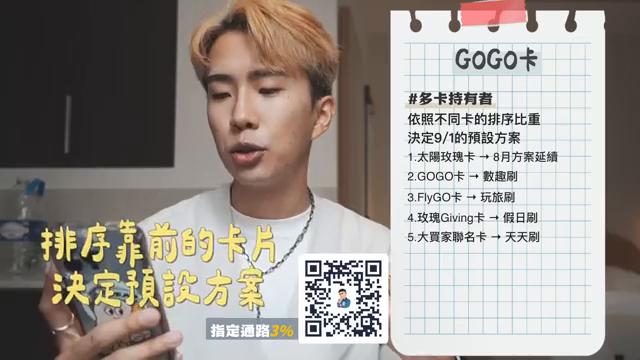 GOGO卡
#多卡持有者
依照不同卡的排序比重
決定9/1的預設方案
1.太陽玫瑰卡 → 8月方案延續
2.GOGO卡 → 數趣刷
3.FlyGO卡 → 玩旅刷
4.玫瑰Giving卡 → 假日刷
5.大買家聯名卡 → 天天刷
排序靠前的卡片
決定預設方案
指定通路3%